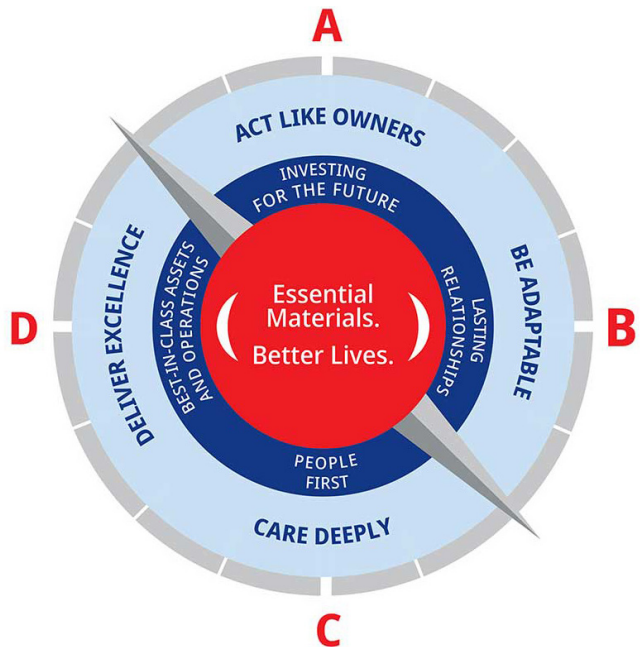 A
ACT LIKE OWNERS
INVESTING
FOR THE FUTURE
D
DELIVER EXCELLENCE
BEST-IN-CLASS ASSETS
AND OPERATIONS
Essential
Materials.
Better Lives.
LASTING
RELATIONSHIPS
BE ADAPTABLE
B
PEOPLE
FIRST
CARE DEEPLY
C